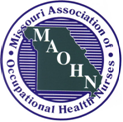 Missouri Association of
Occupational Health Nurses
MAOHN